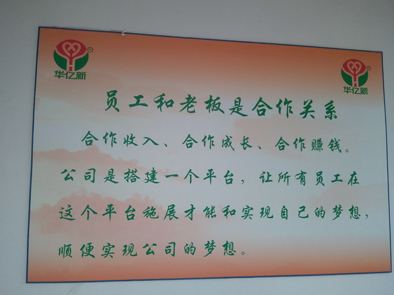 华亿新 华亿新
员工和老板是合作关系
合作收入、合作成长、合作赚钱。
公司是搭建一个平台，让所有员工在
这个平台施展才能和实现自己的梦想，
顺便实现公司的梦想。